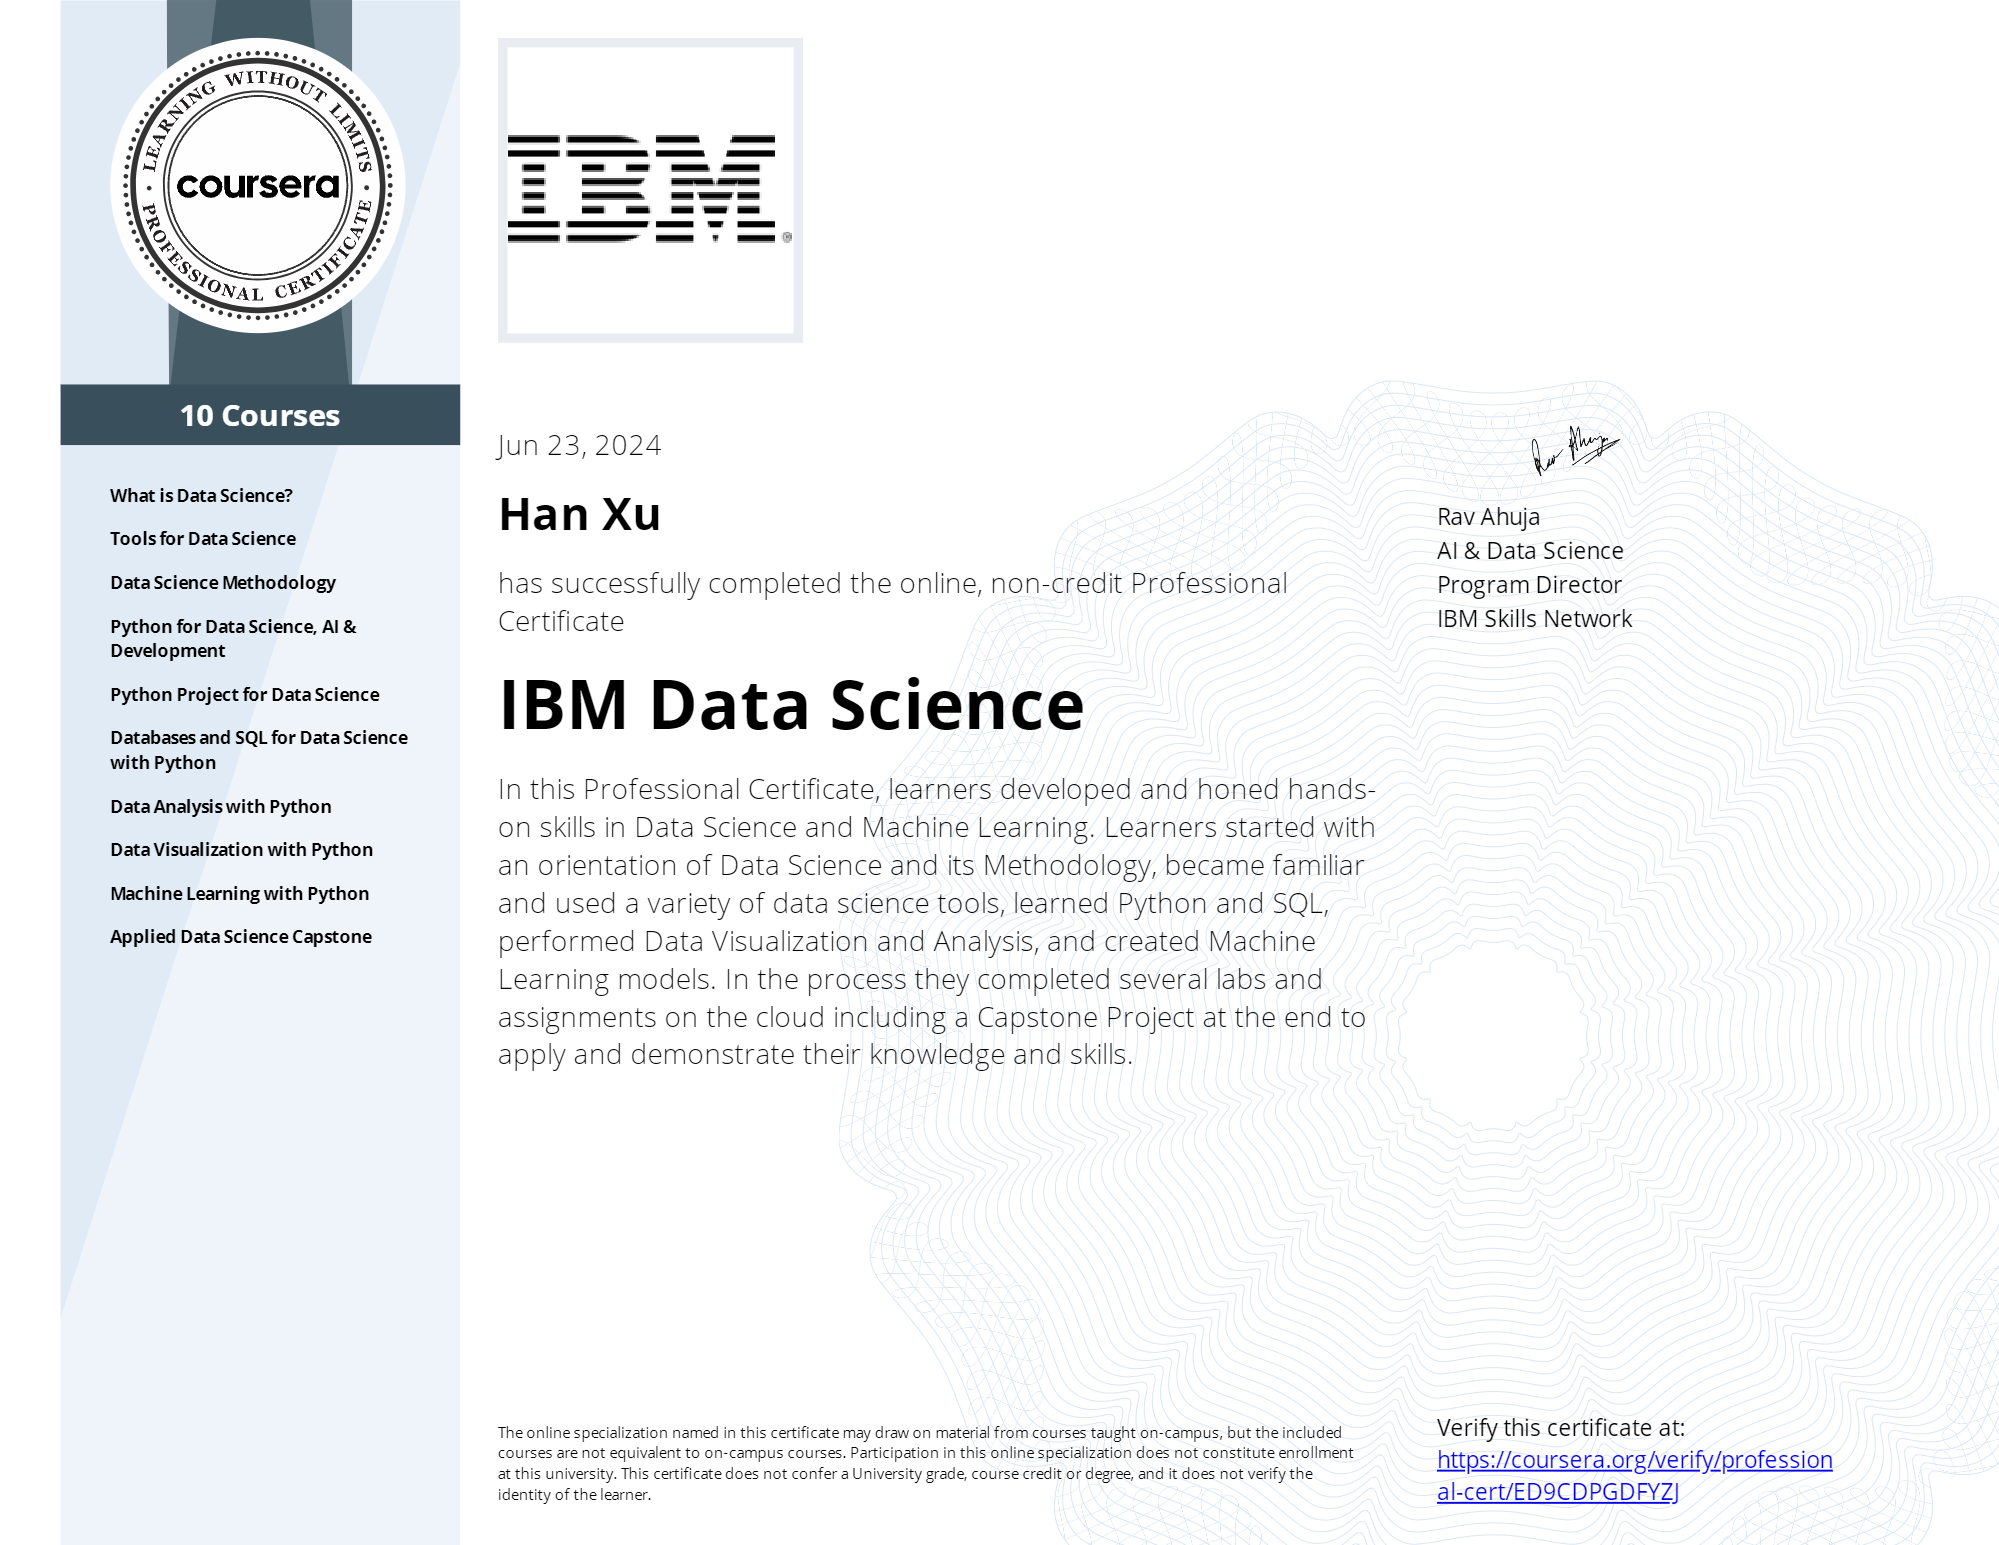 LEARNING WITHOUT LIMITS
coursera
PROFESSIONAL CERTIFICATE
IBM®
10 Courses
What is Data Science?
Tools for Data Science
Data Science Methodology
Python for Data Science, AI &
Development
Python Project for Data Science
Databases and SQL for Data Science
with Python
Data Analysis with Python
Data Visualization with Python
Machine Learning with Python
Applied Data Science Capstone
Jun 23, 2024
Han Xu
has successfully completed the online, non-credit Professional
Certificate
IBM Data Science
In this Professional Certificate, learners developed and honed hands-
on skills in Data Science and Machine Learning. Learners started with
an orientation of Data Science and its Methodology, became familiar
and used a variety of data science tools, learned Python and SQL,
performed Data Visualization and Analysis, and created Machine
Learning models. In the process they completed several labs and
assignments on the cloud including a Capstone Project at the end to
apply and demonstrate their knowledge and skills.
Rav Ahuja
Rav Ahuja
AI & Data Science
Program Director
IBM Skills Network
The online specialization named in this certificate may draw on material from courses taught on-campus, but the included
courses are not equivalent to on-campus courses. Participation in this online specialization does not constitute enrollment
at this university. This certificate does not confer a University grade, course credit or degree, and it does not verify the
identity of the learner.
Verify this certificate at:
https://coursera.org/verify/profession
al-cert/ED9CDPGDFYZJ